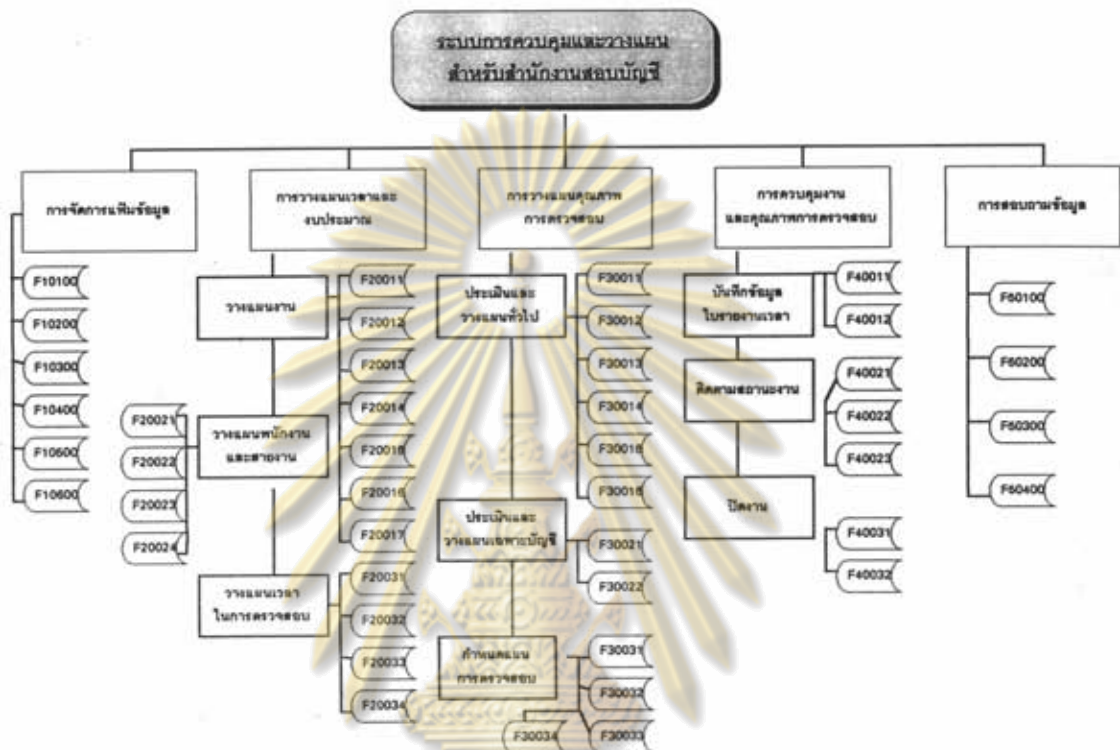 ระบบการควบคุมและวางแผน
สำหรับสำนักงานสอบบัญชี
การจัดการแฟ้มข้อมูล
F10100
F10200
F10300
F10400
F10500
F10600
การวางแผนเวลาและ
งบประมาณ
วางแผนงาน
F20011
F20012
F20013
F20014
F20015
F20016
F20017
วางแผนพนักงาน
และสายงาน
F20021
F20022
F20023
F20024
วางแผนเวลา
ในการตรวจสอบ
F20031
F20032
F20033
F20034
การวางแผนคุณภาพ
การตรวจสอบ
ประเมินและ
วางแผนทั่วไป
F30011
F30012
F30013
F30014
F30015
F30016
ประเมินและ
วางแผนเฉพาะบัญชี
F30021
F30022
กำหนดแผน
การตรวจสอบ
F30031
F30032
F30033
F30034
การควบคุมงาน
และคุณภาพการตรวจสอบ
บันทึกข้อมูล
ใบรายงานเวลา
F40011
F40012
ติดตามสถานะงาน
F40021
F40022
F40023
ปิดงาน
F40031
F40032
การสอบถามข้อมูล
F50100
F50200
F50300
F50400